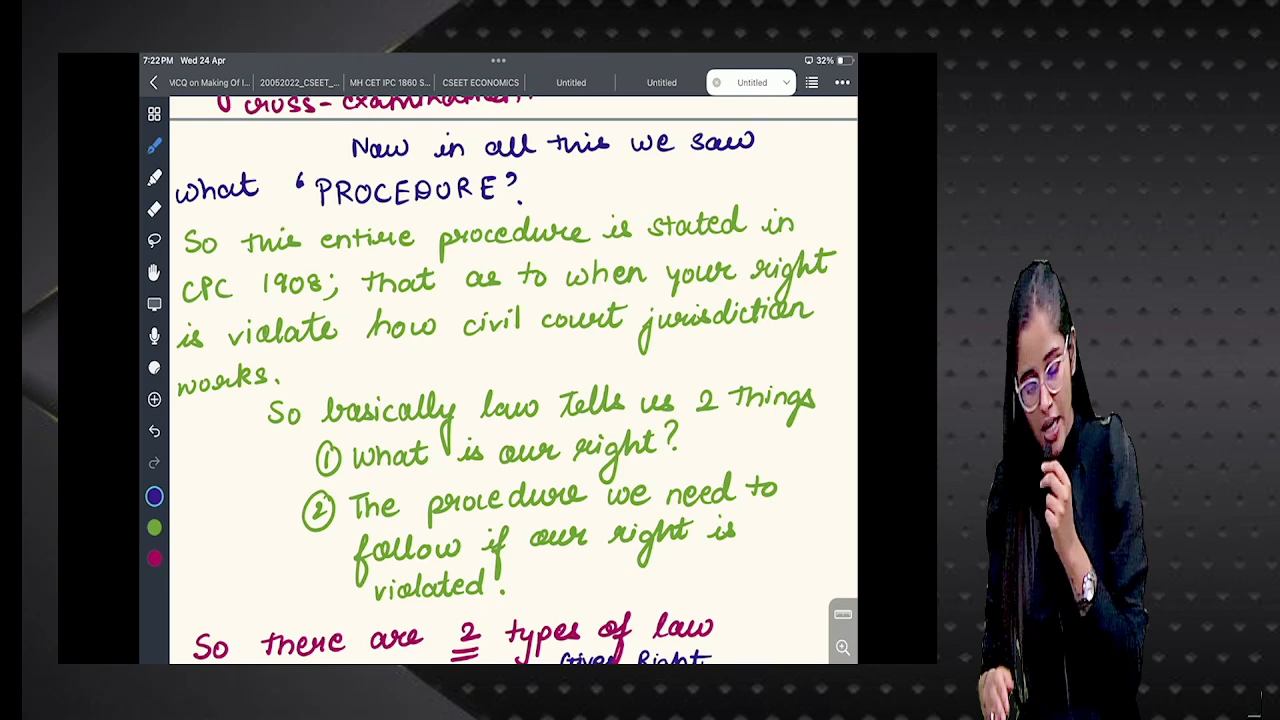 7:22 PM Wed 24 Apr
32%
MCQ on Making Of I... 20052022_CSEET_... MH CET IPC 1860 S... CSEET ECONOMICS Untitled Untitled Untitled
cross-examination
Now in all this we saw
what 'PROCEDURE'?
So this entire procedure is stated in
CPC 1908; that as to when your right
is violate how civil court jurisdiction
works.
So basically law tells us 2 things
① What is our right?
② The procedure we need to
follow if our right is
violated.
So there are 2 types of law
Gives Right